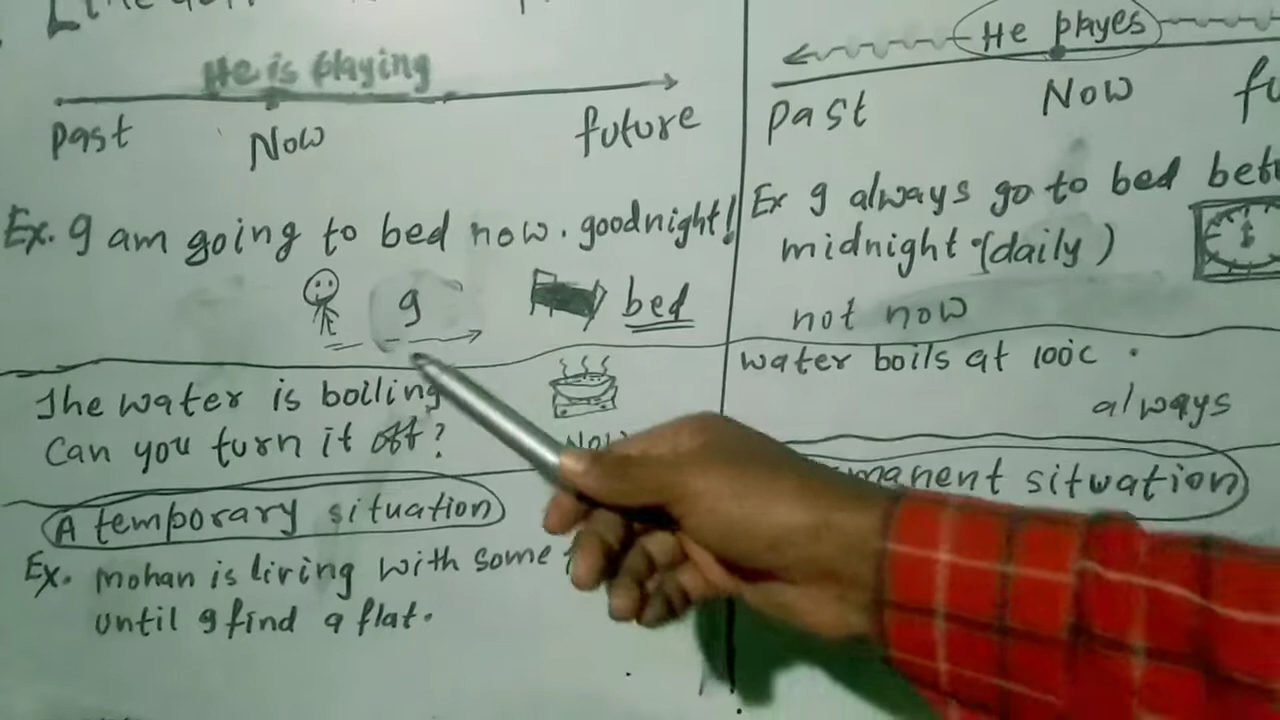 He is playing
past Now future
Ex. I am going to bed now. goodnight!
I
bed
The water is boiling
Can you turn it off?
Now
A temporary situation
Ex. Mohan is living with some
until I find a flat.
He playes
past Now
Ex I always go to bed
midnight. (daily)
not now
water boils at 100c.
always
situation